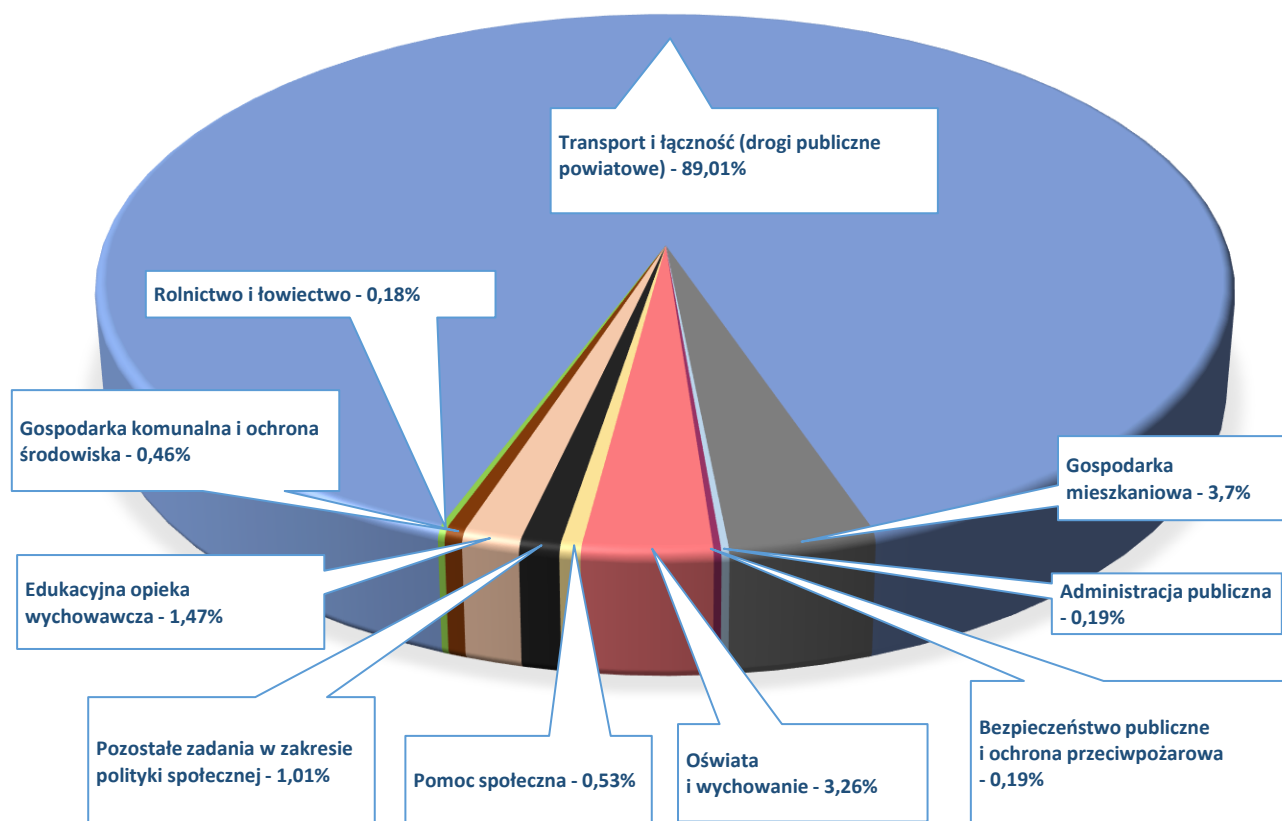 Transport i łączność (drogi publiczne
powiatowe) - 89,01%
Rolnictwo i łowiectwo - 0,18%
Gospodarka komunalna i ochrona
środowiska - 0,46%
Gospodarka
mieszkaniowa - 3,7%
Edukacyjna opieka
wychowawcza - 1,47%
Administracja publiczna
- 0,19%
Pozostałe zadania w zakresie
polityki społecznej - 1,01%
Pomoc społeczna - 0,53%
Oświata
i wychowanie - 3,26%
Bezpieczeństwo publiczne
i ochrona przeciwpożarowa
- 0,19%